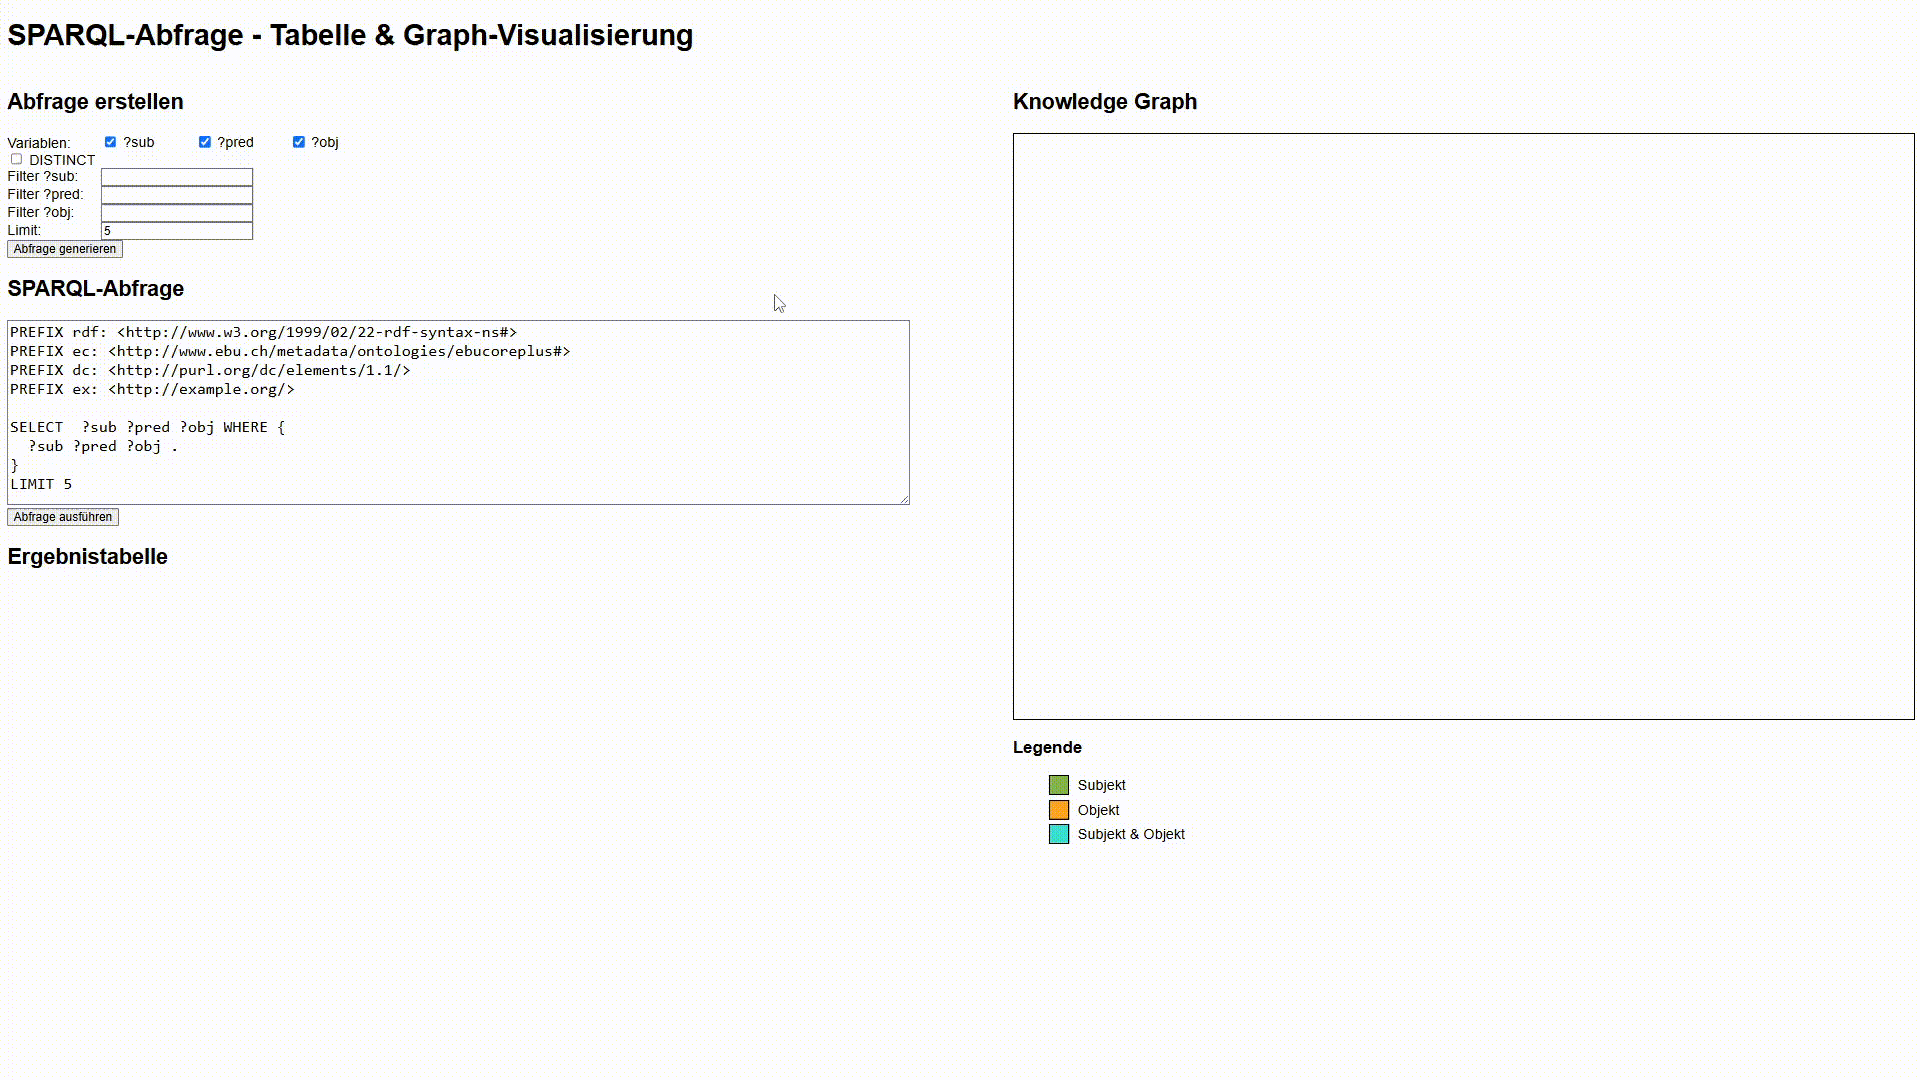 SPARQL-Abfrage - Tabelle & Graph-Visualisierung
Abfrage erstellen
Variablen: ?sub ?pred ?obj
DISTINCT
Filter ?sub:
Filter ?pred:
Filter ?obj:
Limit: 5
Abfrage generieren
SPARQL-Abfrage
PREFIX rdf: <http://www.w3.org/1999/02/22-rdf-syntax-ns#>
PREFIX ec: <http://www.ebu.ch/metadata/ontologies/ebucoreplus#>
PREFIX dc: <http://purl.org/dc/elements/1.1/>
PREFIX ex: <http://example.org/>
SELECT  ?sub ?pred ?obj WHERE {
  ?sub ?pred ?obj .
}
LIMIT 5
Abfrage ausführen
Ergebnistabelle
Knowledge Graph
Legende
Subjekt
Objekt
Subjekt & Objekt